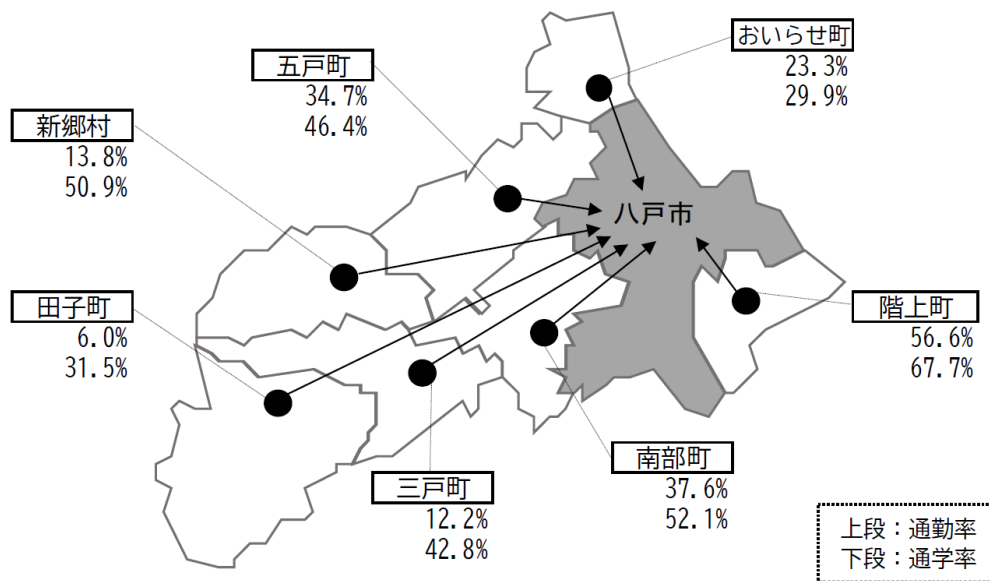 おいらせ町
23.3%
29.9%
五戸町
34.7%
46.4%
新郷村
13.8%
50.9%
八戸市
田子町
6.0%
31.5%
階上町
56.6%
67.7%
三戸町
12.2%
42.8%
南部町
37.6%
52.1%
上段：通勤率
下段：通学率